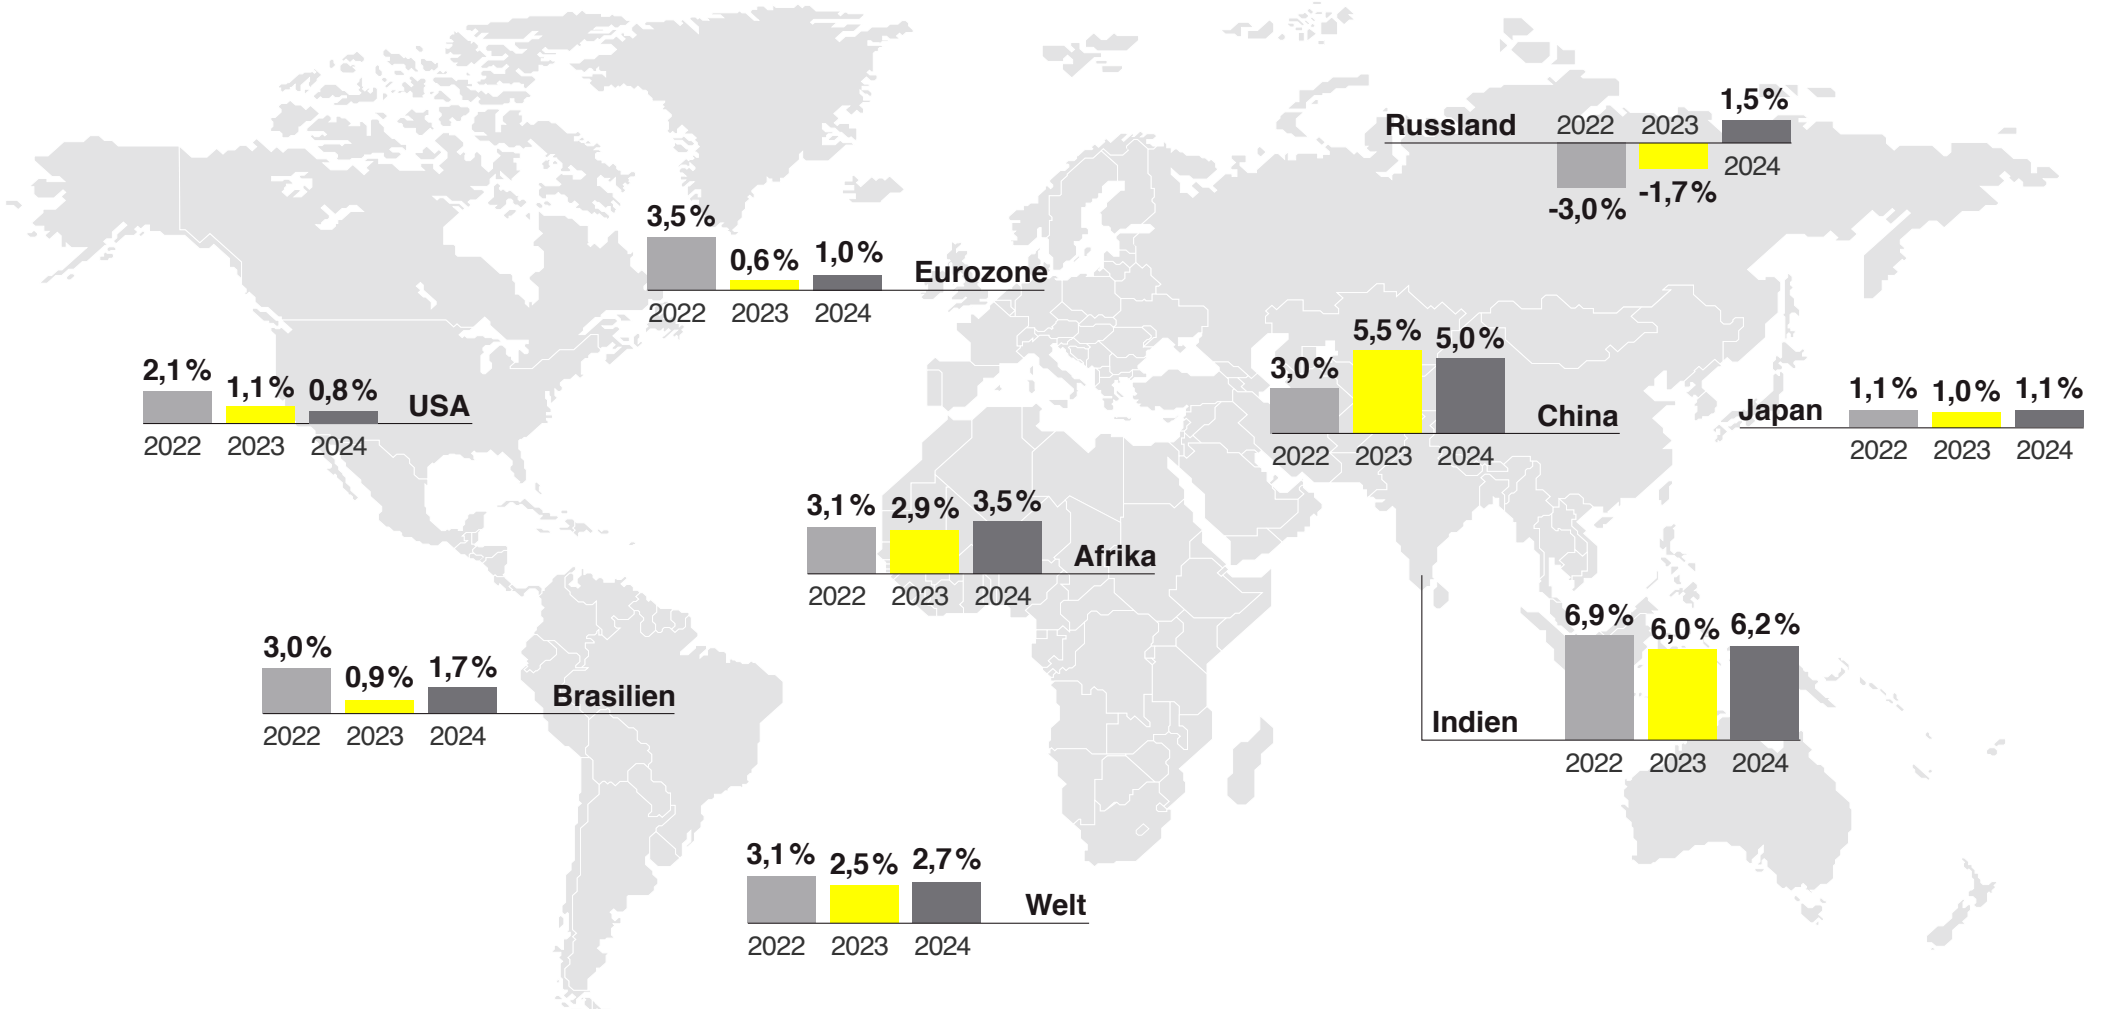 Russland
2022 2023 1,5 %
-3,0 % -1,7 % 2024
3,5 % 0,6 % 1,0 % Eurozone
2022 2023 2024
2,1 % 1,1 % 0,8 % USA
2022 2023 2024
3,0 % 5,5 % 5,0 % China
2022 2023 2024
Japan 1,1 % 1,0 % 1,1 %
2022 2023 2024
3,1 % 2,9 % 3,5 % Afrika
2022 2023 2024
3,0 % 0,9 % 1,7 % Brasilien
2022 2023 2024
Indien 6,9 % 6,0 % 6,2 %
2022 2023 2024
3,1 % 2,5 % 2,7 % Welt
2022 2023 2024